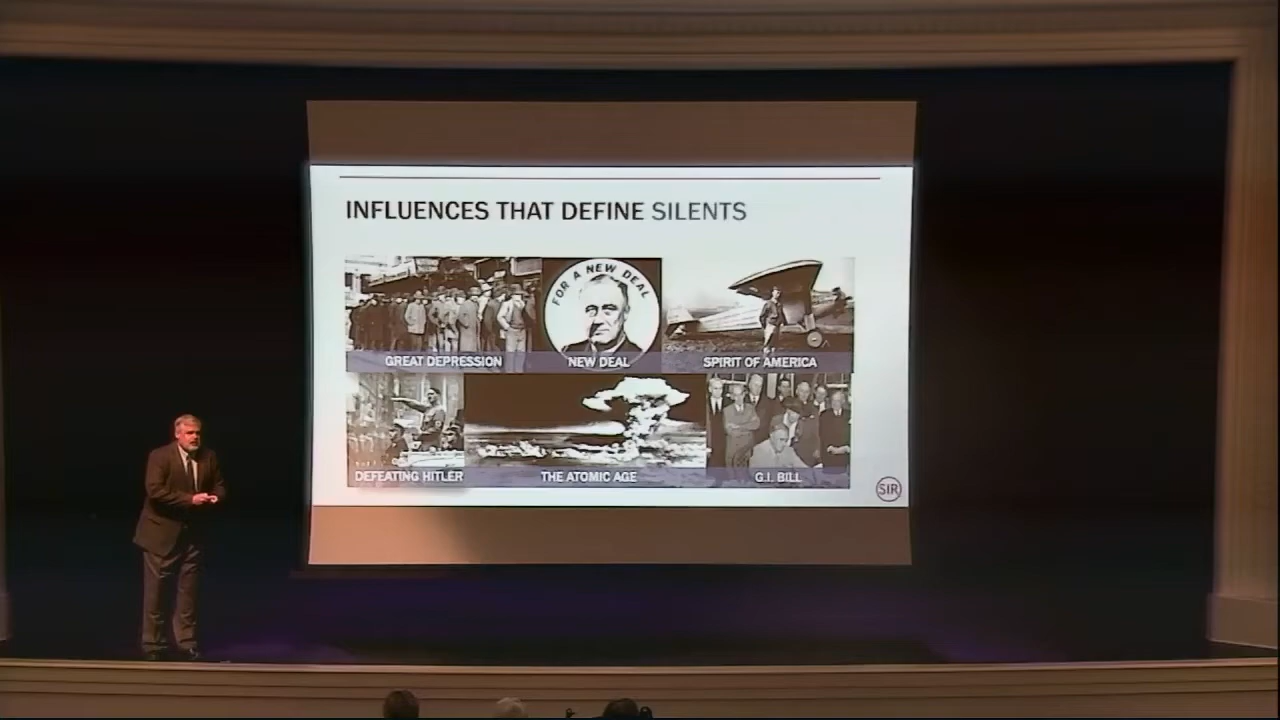 INFLUENCES THAT DEFINE SILENTS
FOR A NEW DEAL
GREAT DEPRESSION
NEW DEAL
SPIRIT OF AMERICA
DEFEATING HITLER
THE ATOMIC AGE
G.I. BILL
SIR